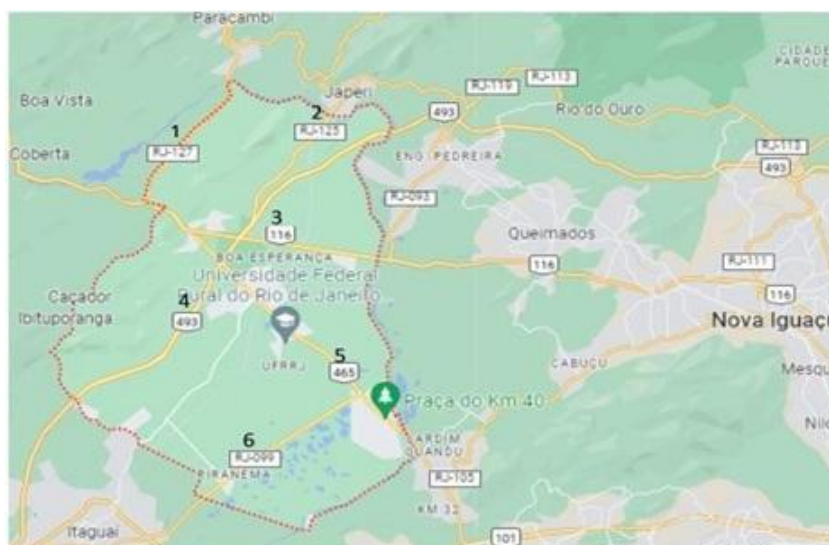 Paracambi
CIDADE
PARQUE
Japeri
RJ-119
RJ-113
Boa Vista
2
493
Rio do Ouro
1
RJ-125
Coberta
RJ-127
ENG PEDREIRA
RJ-113
493
RJ-093
3
116
Queimados
BOA ESPERANÇA
116
RJ-111
Universidade Federal
Rural do Rio de Janeiro
116
Caçador
Ibituporanga
4
493
Nova Iguaçu
UFRRJ
5
465
CABUÇU
Mesqu
Praça do Km 40
Nilo
6
RJ-099
ARDIM
GUANDU
PIRANEMA
RJ-105
KM 32
Itaguaí
101